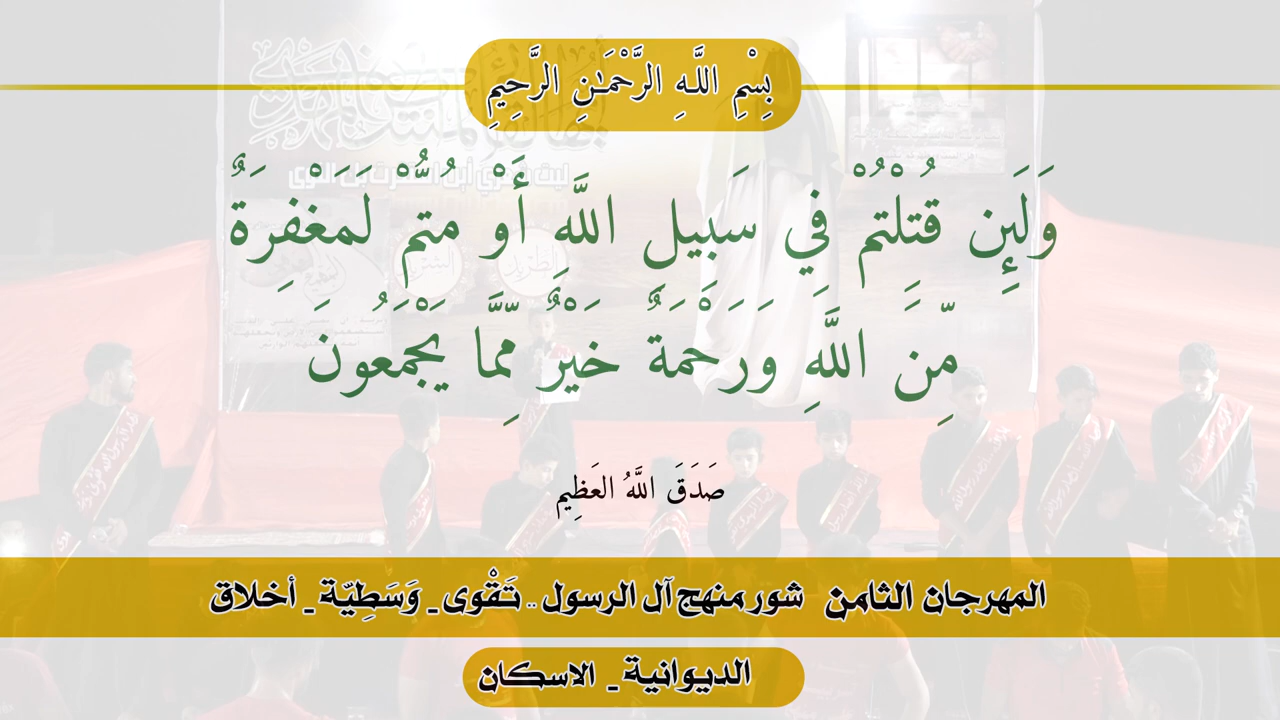 بِسْمِ اللَّهِ الرَّحْمَٰنِ الرَّحِيمِ
وَلَئِن قُتِلْتُمْ فِي سَبِيلِ اللَّهِ أَوْ مُتُّمْ لَمَغْفِرَةٌ
مِّنَ اللَّهِ وَرَحْمَةٌ خَيْرٌ مِّمَّا يَجْمَعُونَ
صَدَقَ اللَّهُ العَظِيم
المهرجان الثامن شور منهج آل الرسول .. تَقْوى _ وَسَطِيّة _ أخلاق
الديوانية _ الاسكان